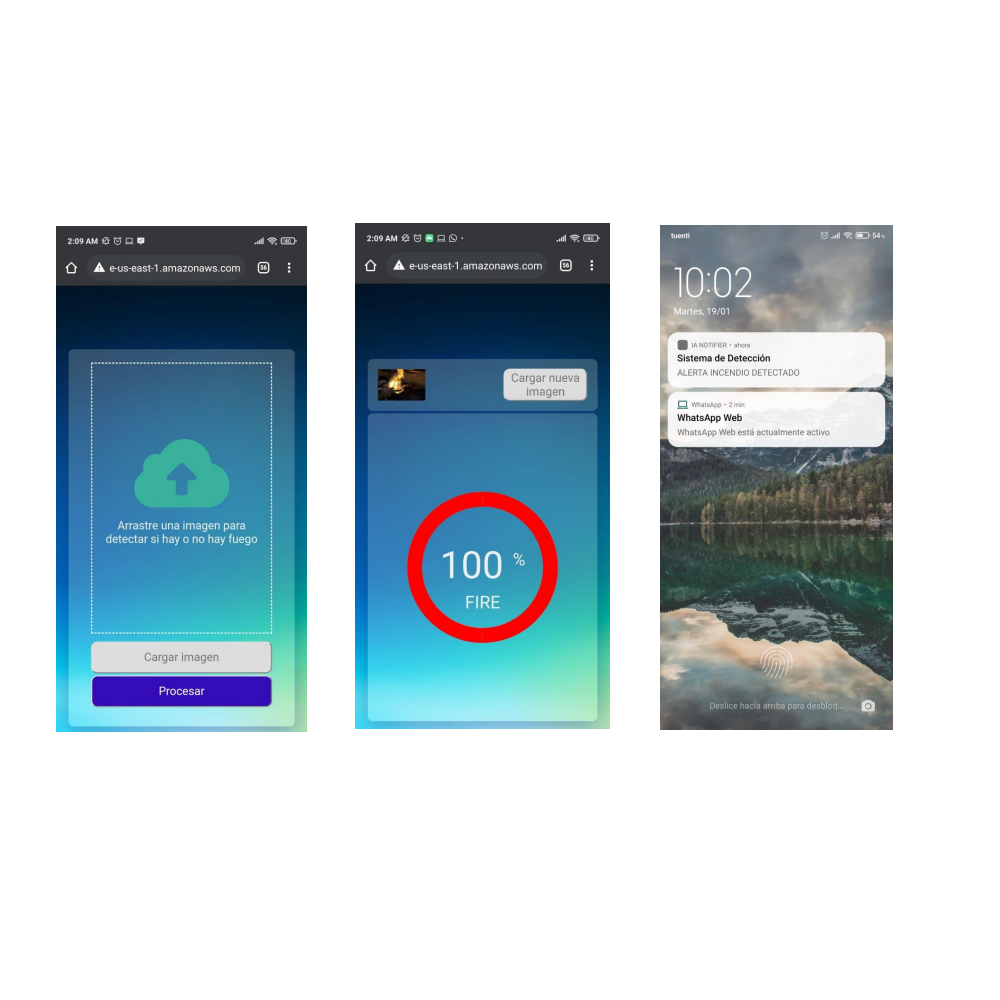 2:09 AM
e-us-east-1.amazonaws.com
56
Arrastre una imagen para
detectar si hay o no hay fuego
Cargar imagen
Procesar
2:09 AM
e-us-east-1.amazonaws.com
56
Cargar nueva
imagen
100 %
FIRE
tuenti
54
10:02
Martes, 19/01
IA NOTIFIER • ahora
Sistema de Detección
ALERTA INCENDIO DETECTADO
WhatsApp • 2 min
WhatsApp Web
WhatsApp Web está actualmente activo
Deslice hacia arriba para desbloq...